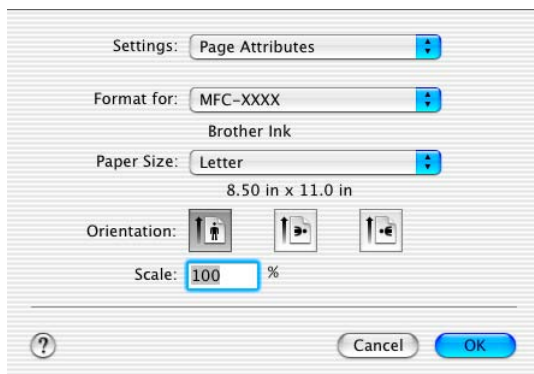 Settings: Page Attributes
Format for: MFC-XXXX
Brother Ink
Paper Size: Letter
8.50 in x 11.0 in
Orientation:
Scale: 100 %
? Cancel OK